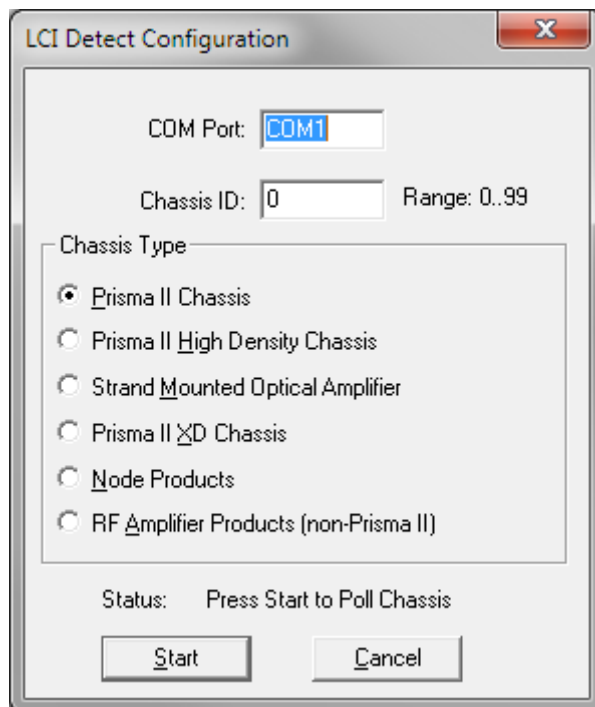 LCI Detect Configuration
COM Port: COM1
Chassis ID: 0 Range: 0..99
Chassis Type
Prisma II Chassis
Prisma II High Density Chassis
Strand Mounted Optical Amplifier
Prisma II XD Chassis
Node Products
RF Amplifier Products (non-Prisma II)
Status: Press Start to Poll Chassis
Start Cancel